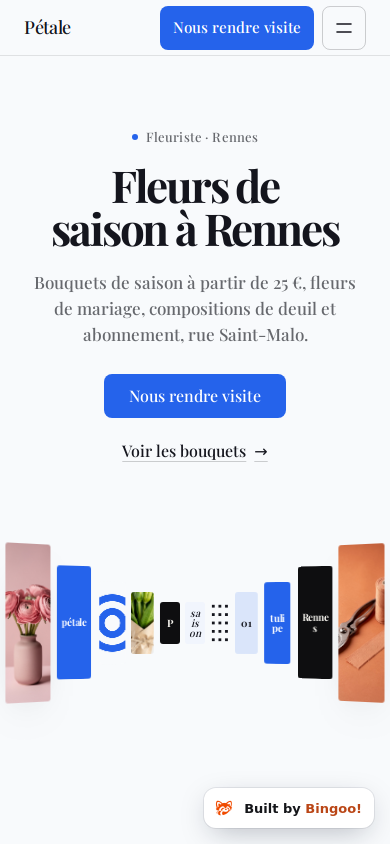 Pétale
Nous rendre visite
Fleuriste · Rennes
Fleurs de
saison à Rennes
Bouquets de saison à partir de 25 €, fleurs
de mariage, compositions de deuil et
abonnement, rue Saint-Malo.
Nous rendre visite
Voir les bouquets →
pétale
P
sa
is
on
01
tuli
pe
Renne
s
Built by Bingoo!